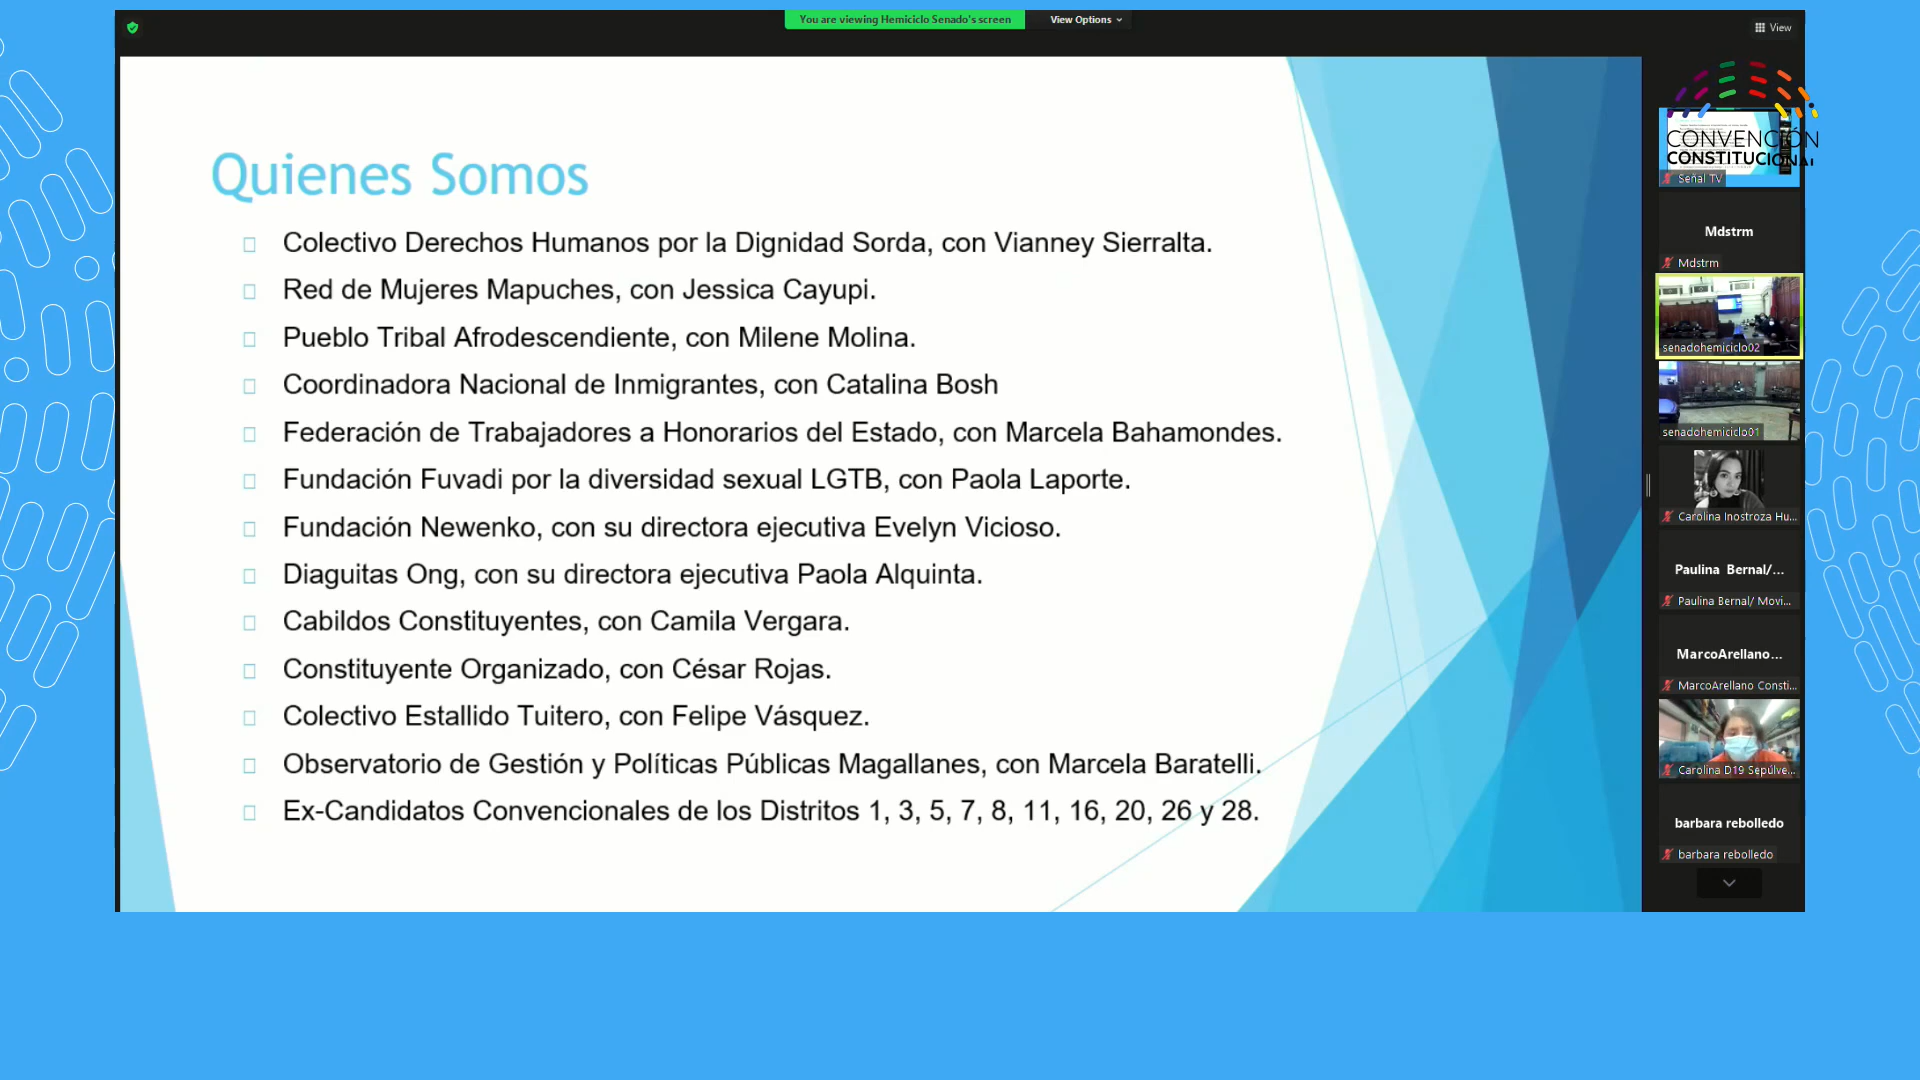 You are viewing Hemiciclo Senado's screen
View Options
View
CONVENCIÓN
CONSTITUCIONAL
Señal TV
Quienes Somos
Colectivo Derechos Humanos por la Dignidad Sorda, con Vianney Sierralta.
Red de Mujeres Mapuches, con Jessica Cayupi.
Pueblo Tribal Afrodescendiente, con Milene Molina.
Coordinadora Nacional de Inmigrantes, con Catalina Bosh
Federación de Trabajadores a Honorarios del Estado, con Marcela Bahamondes.
Fundación Fuvadi por la diversidad sexual LGTB, con Paola Laporte.
Fundación Newenko, con su directora ejecutiva Evelyn Vicioso.
Diaguitas Ong, con su directora ejecutiva Paola Alquinta.
Cabildos Constituyentes, con Camila Vergara.
Constituyente Organizado, con César Rojas.
Colectivo Estallido Tuitero, con Felipe Vásquez.
Observatorio de Gestión y Políticas Públicas Magallanes, con Marcela Baratelli.
Ex-Candidatos Convencionales de los Distritos 1, 3, 5, 7, 8, 11, 16, 20, 26 y 28.
Mdstrm
Mdstrm
senadohemiciclo02
senadohemiciclo01
Carolina Inostroza Hu...
Paulina Bernal/...
Paulina Bernal/ Movi...
MarcoArellano...
MarcoArellano Consti...
Carolina D19 Sepúlve...
barbara rebolledo
barbara rebolledo